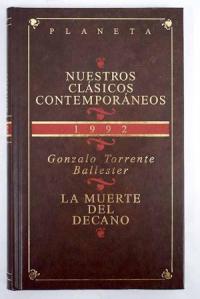 PLANETA
NUESTROS
CLÁSICOS
CONTEMPORÁNEOS
1992
Gonzalo Torrente
Ballester
LA MUERTE
DEL
DECANO